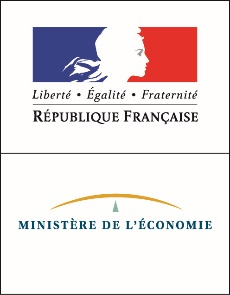 Liberté • Égalité • Fraternité
RÉPUBLIQUE FRANÇAISE
MINISTÈRE DE L'ÉCONOMIE